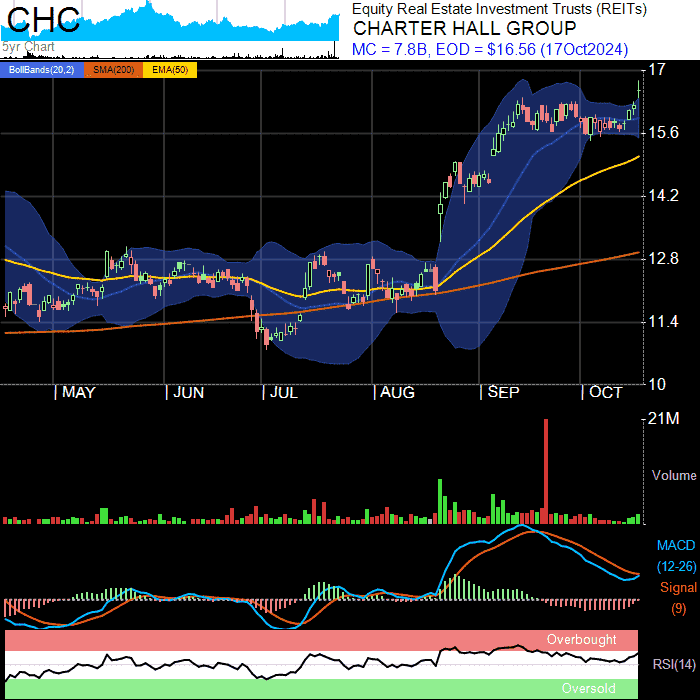 CHC
5yr Chart
Equity Real Estate Investment Trusts (REITs)
CHARTER HALL GROUP
MC = 7.8B, EOD = $16.56 (17Oct2024)
BollBands(20,2) SMA(200) EMA(50)
17
15.6
14.2
12.8
11.4
10
MAY JUN JUL AUG SEP OCT
21M
Volume
MACD
(12-26)
Signal
(9)
Overbought
RSI(14)
Oversold